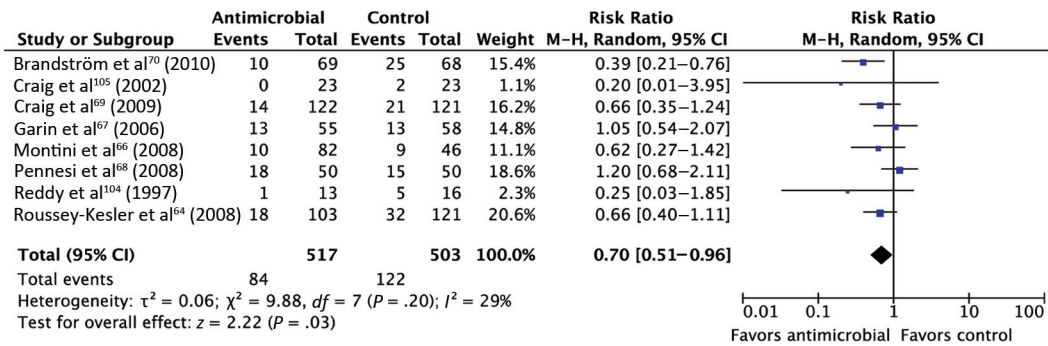 Antimicrobial Control Risk Ratio Risk Ratio
Study or Subgroup Events Total Events Total Weight M-H, Random, 95% CI M-H, Random, 95% CI
Brandström et al⁷⁰ (2010) 10 69 25 68 15.4% 0.39 [0.21–0.76]
Craig et al¹⁰⁵ (2002) 0 23 2 23 1.1% 0.20 [0.01–3.95]
Craig et al⁶⁹ (2009) 14 122 21 121 16.2% 0.66 [0.35–1.24]
Garin et al⁶⁷ (2006) 13 55 13 58 14.8% 1.05 [0.54–2.07]
Montini et al⁶⁶ (2008) 10 82 9 46 11.1% 0.62 [0.27–1.42]
Pennesi et al⁶⁸ (2008) 18 50 15 50 18.6% 1.20 [0.68–2.11]
Reddy et al¹⁰⁴ (1997) 1 13 5 16 2.3% 0.25 [0.03–1.85]
Roussey-Kesler et al⁶⁴ (2008) 18 103 32 121 20.6% 0.66 [0.40–1.11]
Total (95% CI) 517 503 100.0% 0.70 [0.51–0.96]
Total events 84 122
Heterogeneity: τ² = 0.06; χ² = 9.88, df = 7 (P = .20); I² = 29%
Test for overall effect: z = 2.22 (P = .03)
0.01 0.1 1 10 100
Favors antimicrobial Favors control